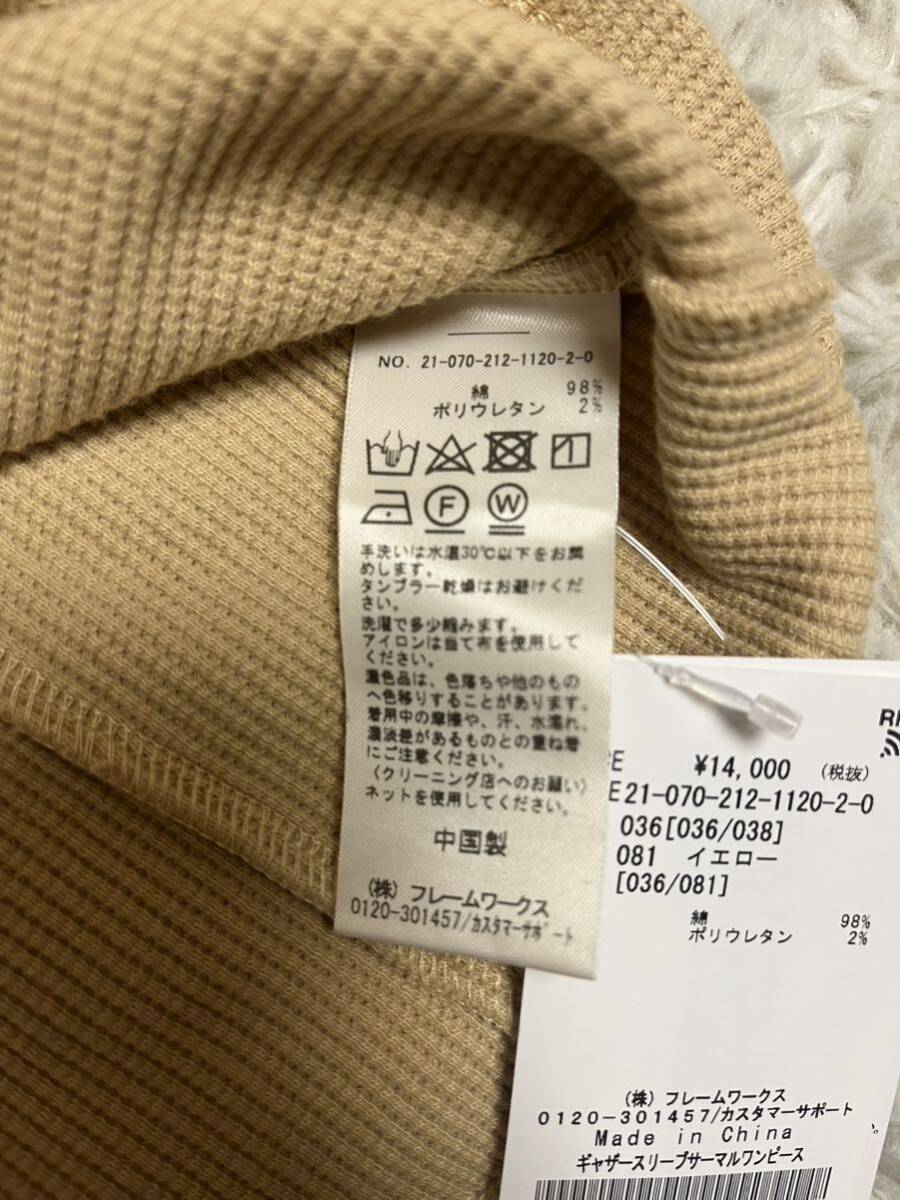 NO. 21-070-212-1120-2-0
綿 98%
ポリウレタン 2%
F
W
手洗いは水温30℃以下をお薦
めします。
タンブラー乾燥はお避けくだ
さい。
洗濯で多少縮みます。
アイロンは当て布を使用して
ください。
濃色品は、色落ちや他のもの
へ色移りすることがあります。
着用中の摩擦や、汗、水濡れ、
濃淡差があるものとの重ね着
にご注意ください。
〈クリーニング店へのお願い〉
ネットを使用してください。
中国製
(株) フレームワークス
0120-301457/カスタマーサポート
E ¥14,000 (税抜)
E21-070-212-1120-2-0
036[036/038]
081 イエロー
[036/081]
綿 98%
ポリウレタン 2%
(株) フレームワークス
0120-301457/カスタマーサポート
Made in China
ギャザースリーブサーマルワンピース